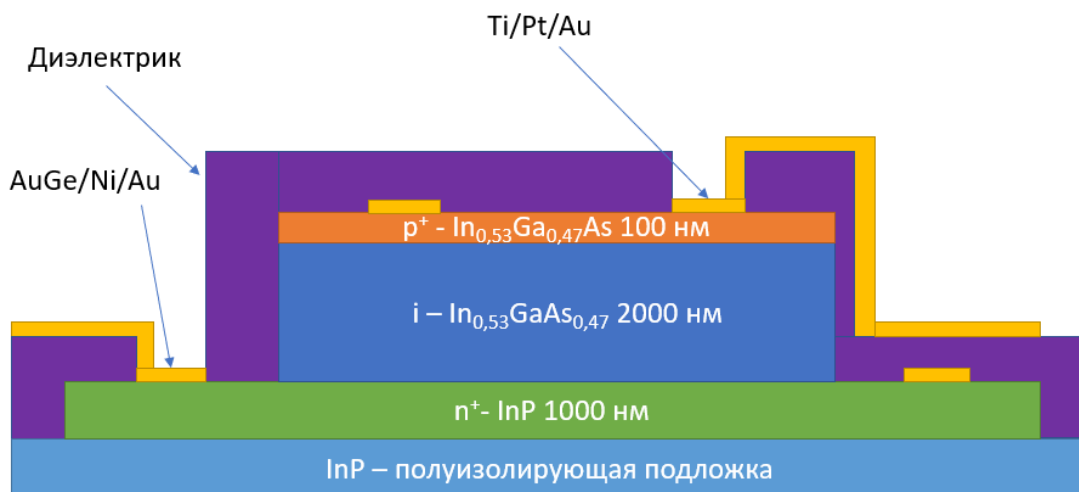 Ti/Pt/Au
Диэлектрик
AuGe/Ni/Au
p⁺ - In₀,₅₃Ga₀,₄₇As 100 нм
i – In₀,₅₃GaAs₀,₄₇ 2000 нм
n⁺- InP 1000 нм
InP – полуизолирующая подложка